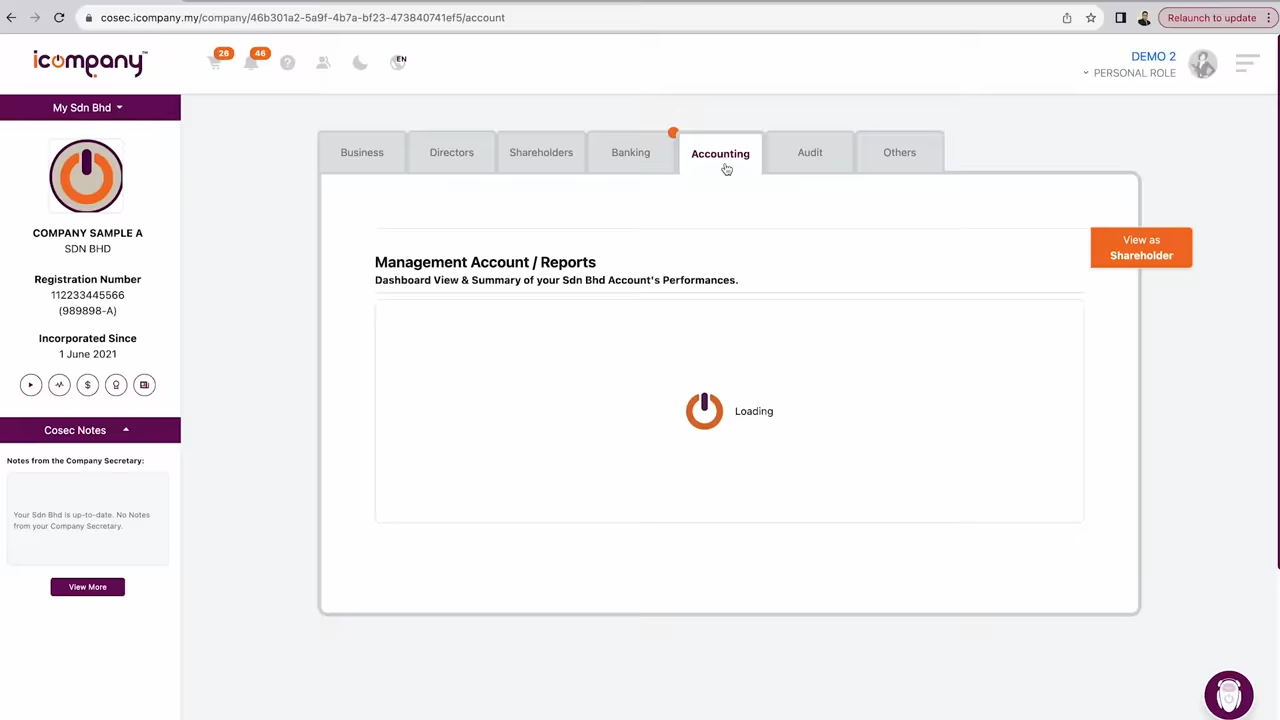 cosec.icompany.my/company/46b301a2-5a9f-4b7a-bf23-473840741ef5/account
Relaunch to update
icompany™
26
46
EN
DEMO 2
PERSONAL ROLE
My Sdn Bhd
COMPANY SAMPLE A
SDN BHD
Registration Number
112233445566
(989898-A)
Incorporated Since
1 June 2021
$
Cosec Notes
Notes from the Company Secretary:
Your Sdn Bhd is up-to-date. No Notes
from your Company Secretary.
View More
Business
Directors
Shareholders
Banking
Accounting
Audit
Others
View as
Shareholder
Management Account / Reports
Dashboard View & Summary of your Sdn Bhd Account's Performances.
Loading